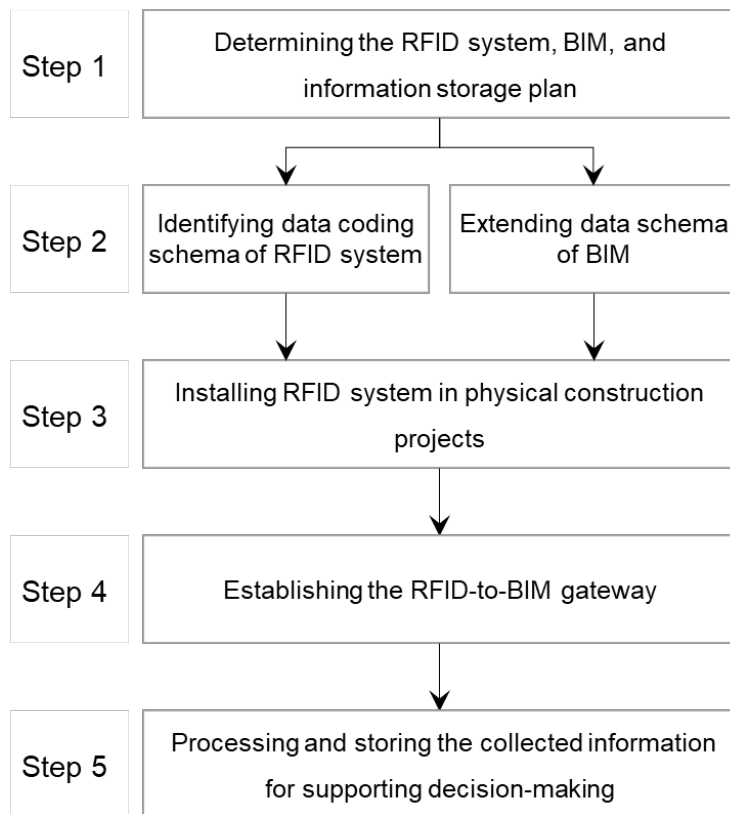 Step 1
Determining the RFID system, BIM, and
information storage plan
Step 2
Identifying data coding
schema of RFID system
Extending data schema
of BIM
Step 3
Installing RFID system in physical construction
projects
Step 4
Establishing the RFID-to-BIM gateway
Step 5
Processing and storing the collected information
for supporting decision-making